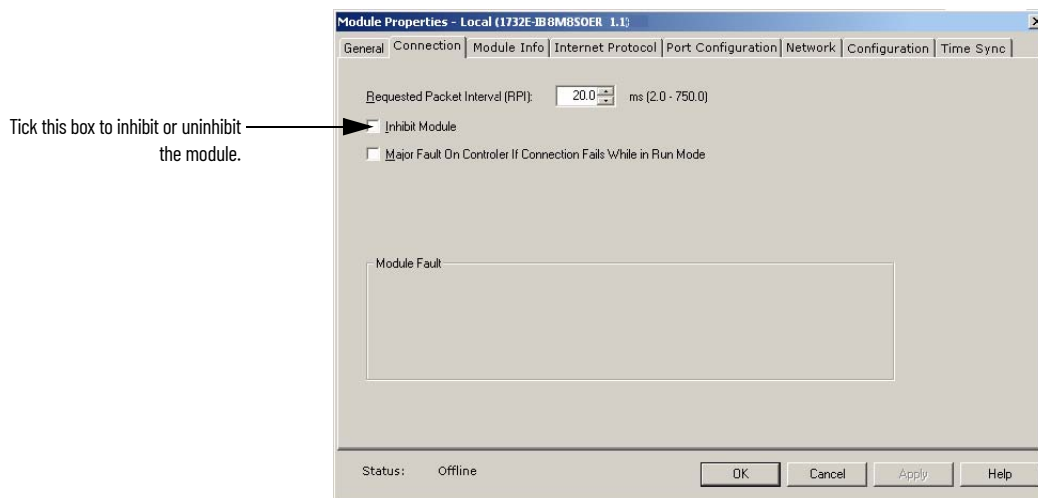 Module Properties - Local (1732E-IB8M8SOER 1.1)
General Connection Module Info Internet Protocol Port Configuration Network Configuration Time Sync
Requested Packet Interval (RPI): 20.0 ms (2.0 - 750.0)
Tick this box to inhibit or uninhibit
the module.
Inhibit Module
Major Fault On Controler If Connection Fails While in Run Mode
Module Fault
Status: Offline
OK Cancel Apply Help